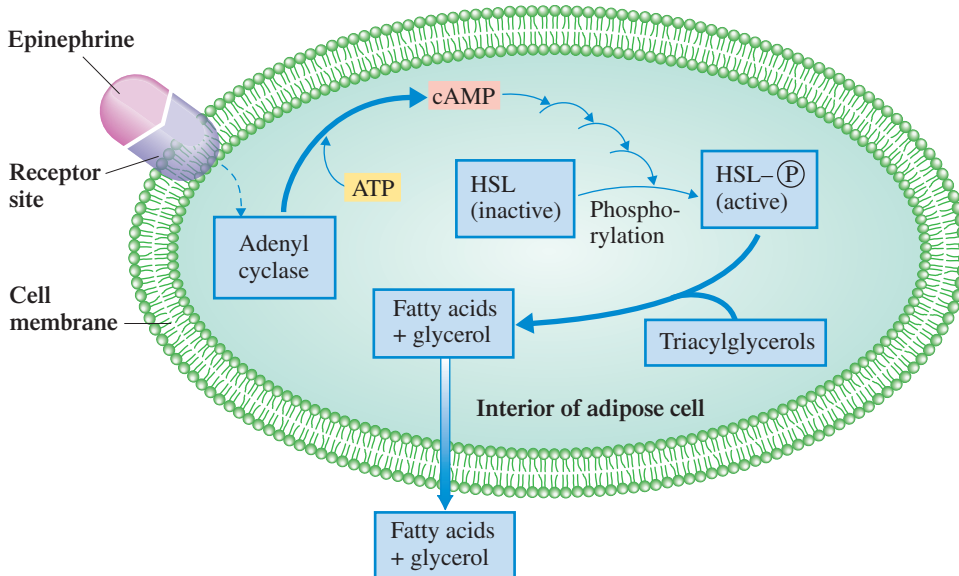 Epinephrine
Receptor
site
Cell
membrane
cAMP
ATP
Adenyl
cyclase
HSL
(inactive)
Phospho-
rylation
HSL–Ⓟ
(active)
Fatty acids
+ glycerol
Triacylglycerols
Interior of adipose cell
Fatty acids
+ glycerol